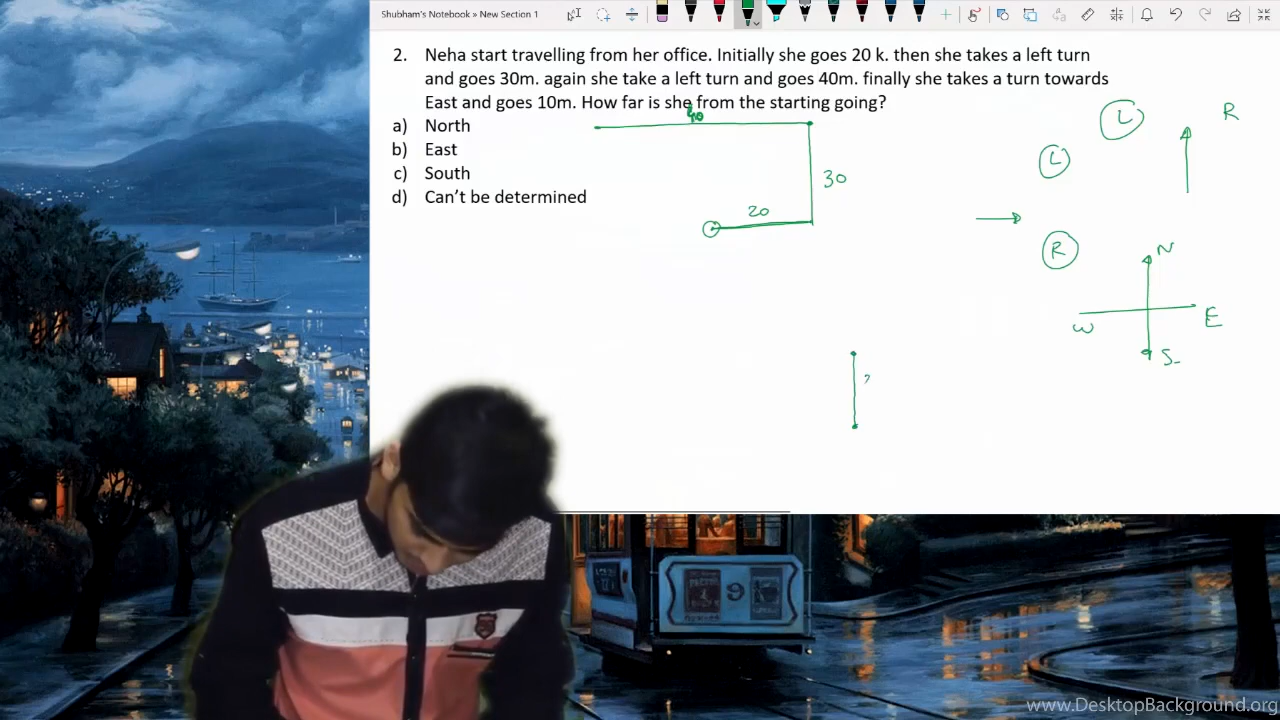 Shubham's Notebook » New Section 1
2. Neha start travelling from her office. Initially she goes 20 k. then she takes a left turn
and goes 30m. again she take a left turn and goes 40m. finally she takes a turn towards
East and goes 10m. How far is she from the starting going?
a) North
b) East
c) South
d) Can't be determined
40
30
20
L
R
L
R
N
W
E
S
9
www.DesktopBackground.org